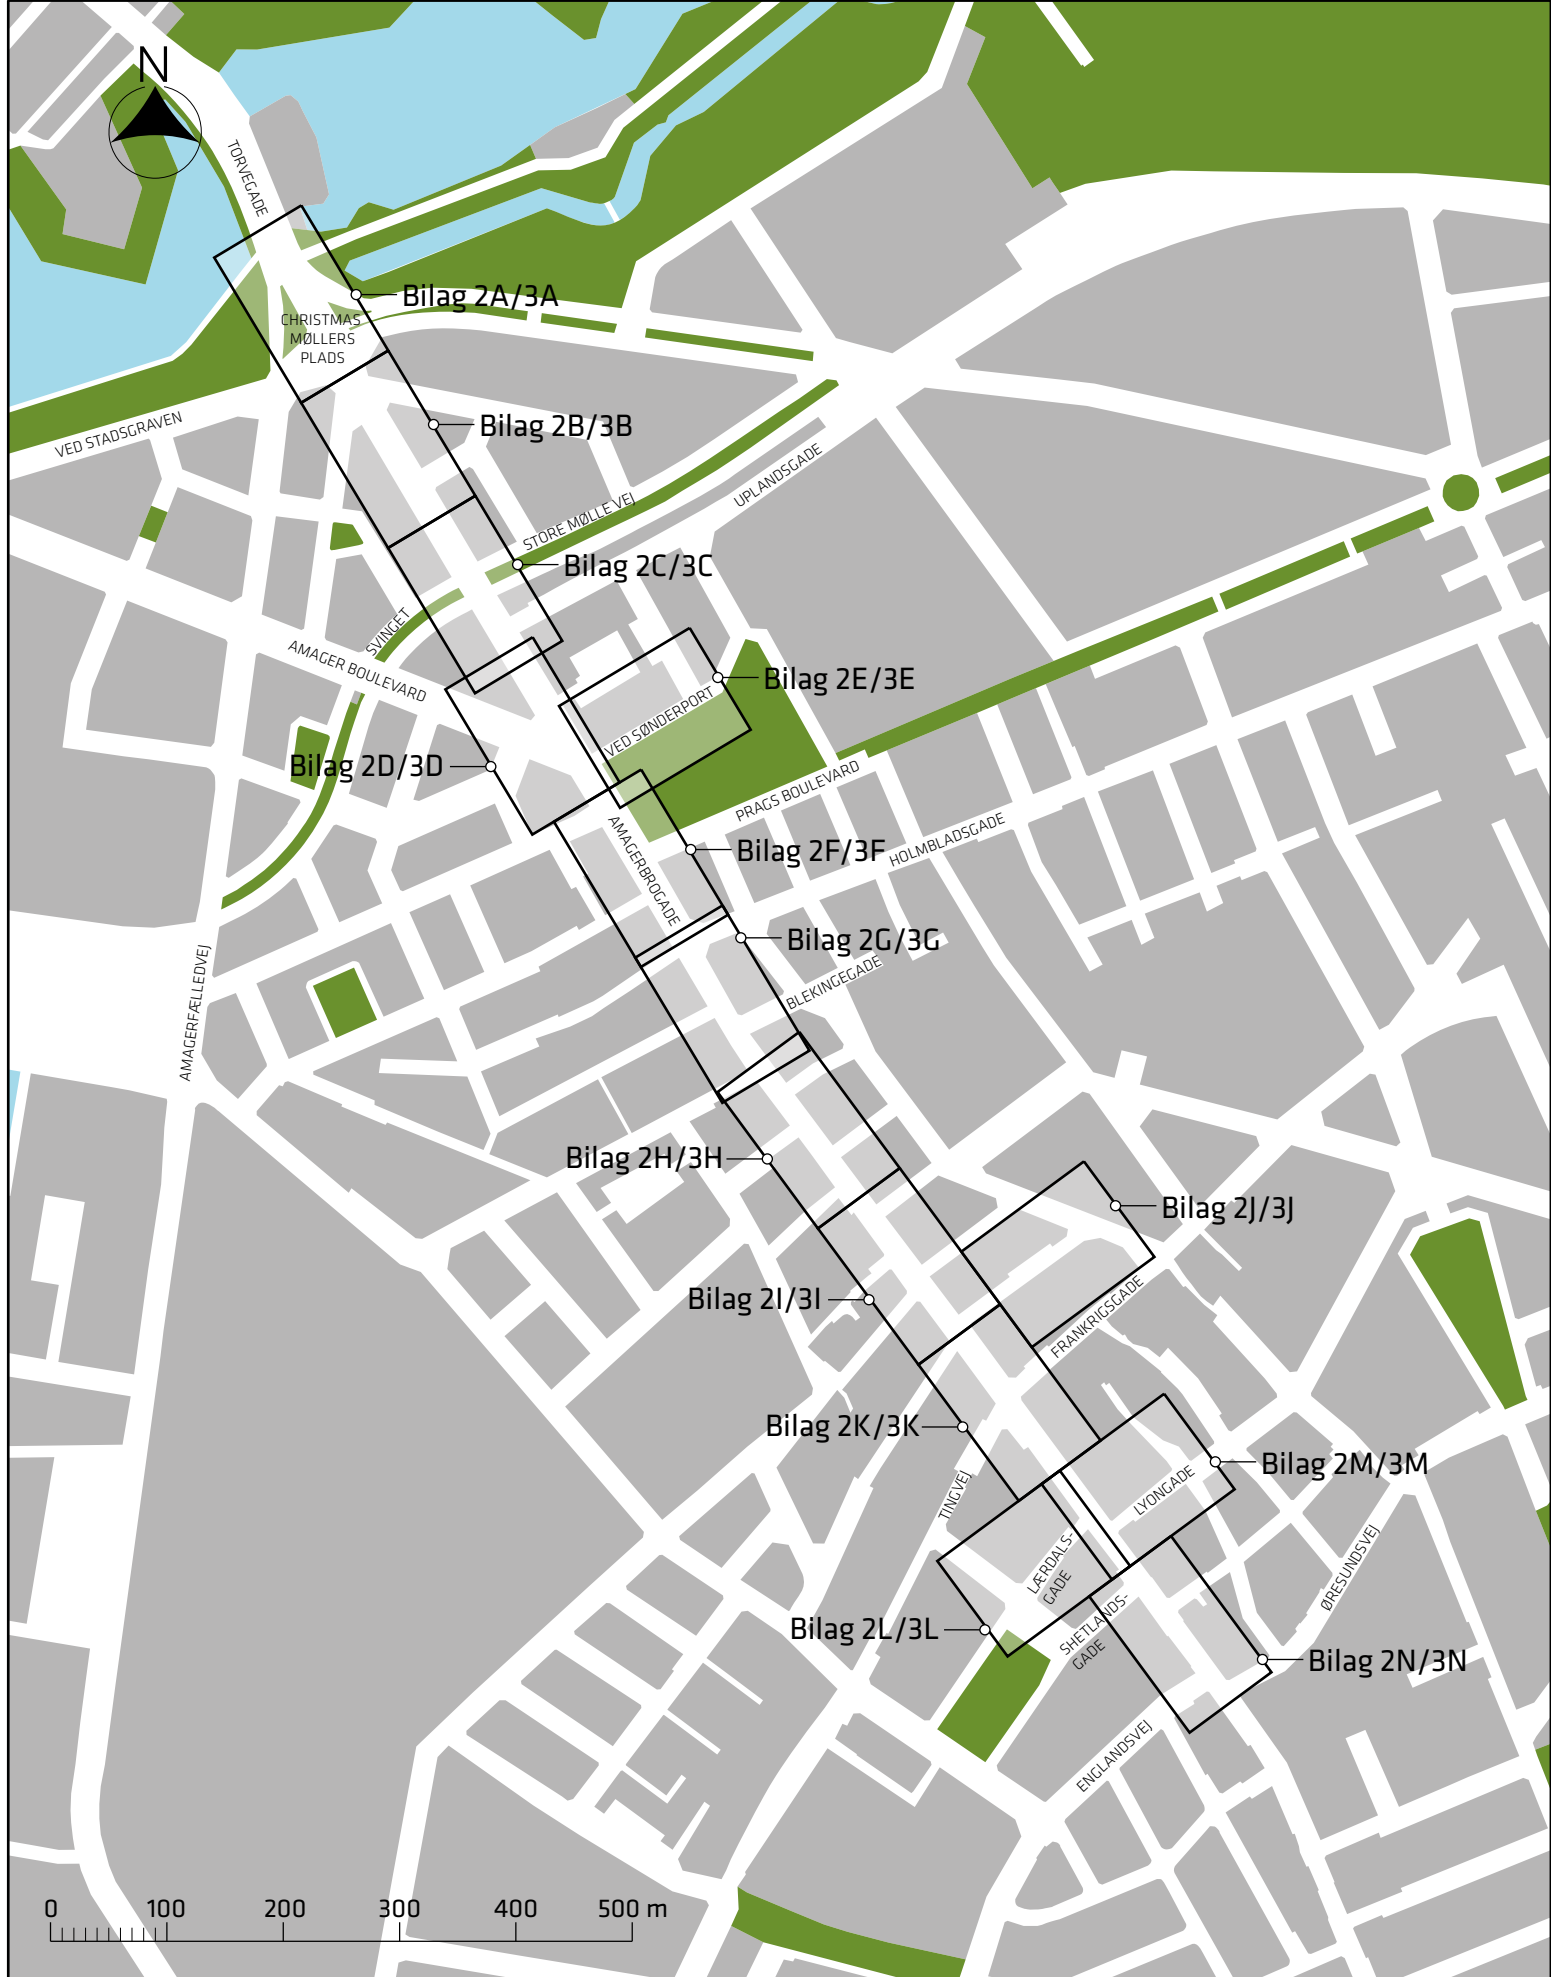 N
TORVEGADE
Bilag 2A/3A
CHRISTMAS
MØLLERS
PLADS
VED STADSGRAVEN
Bilag 2B/3B
UPLANDSGADE
STORE MØLLE VEJ
Bilag 2C/3C
SVINGET
AMAGER BOULEVARD
Bilag 2E/3E
VED SØNDERPORT
Bilag 2D/3D
PRAGS BOULEVARD
HOLMBLADSGADE
AMAGERBROGADE
Bilag 2F/3F
Bilag 2G/3G
BLEKINGEGADE
AMAGERFÆLLEDVEJ
Bilag 2H/3H
Bilag 2J/3J
Bilag 2I/3I
FRANKRIGSGADE
Bilag 2K/3K
Bilag 2M/3M
TINGVEJ
LYONGADE
LÆRDALS-
GADE
ØRESUNDSVEJ
Bilag 2L/3L
SHETLANDS-
GADE
Bilag 2N/3N
ENGLANDSVEJ
0 100 200 300 400 500 m